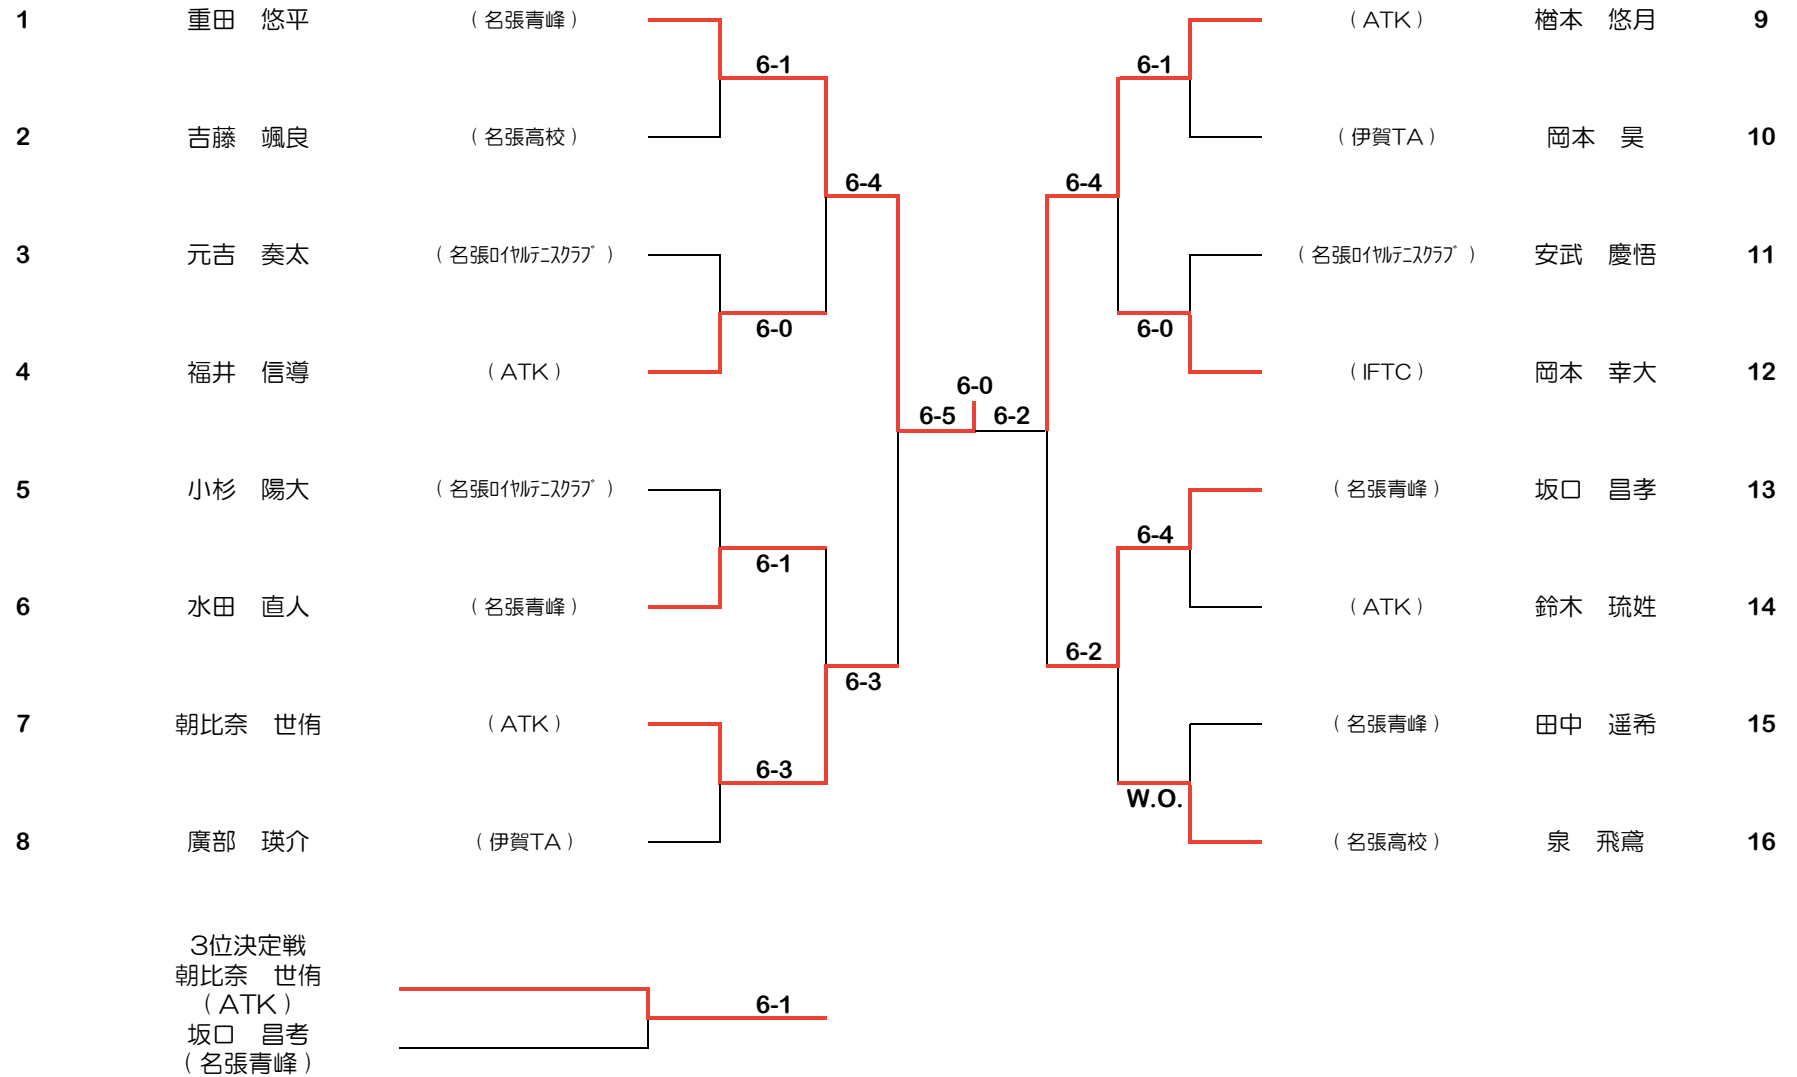 1 重田 悠平 (名張青峰) (ATK) 楢本 悠月 9
6-1 6-1
2 吉藤 颯良 (名張高校) (伊賀TA) 岡本 昊 10
6-4 6-4
3 元吉 奏太 (名張ﾛｲﾔﾙﾃﾆｽｸﾗﾌﾞ) (名張ﾛｲﾔﾙﾃﾆｽｸﾗﾌﾞ) 安武 慶悟 11
6-0 6-0
4 福井 信導 (ATK) (IFTC) 岡本 幸大 12
6-0
6-5 6-2
5 小杉 陽大 (名張ﾛｲﾔﾙﾃﾆｽｸﾗﾌﾞ) (名張青峰) 坂口 昌孝 13
6-1 6-4
6 水田 直人 (名張青峰) (ATK) 鈴木 琉姓 14
6-3 6-2
7 朝比奈 世侑 (ATK) (名張青峰) 田中 遥希 15
6-3 W.O.
8 廣部 瑛介 (伊賀TA) (名張高校) 泉 飛鳶 16
3位決定戦
朝比奈 世侑
(ATK)
6-1
坂口 昌考
(名張青峰)